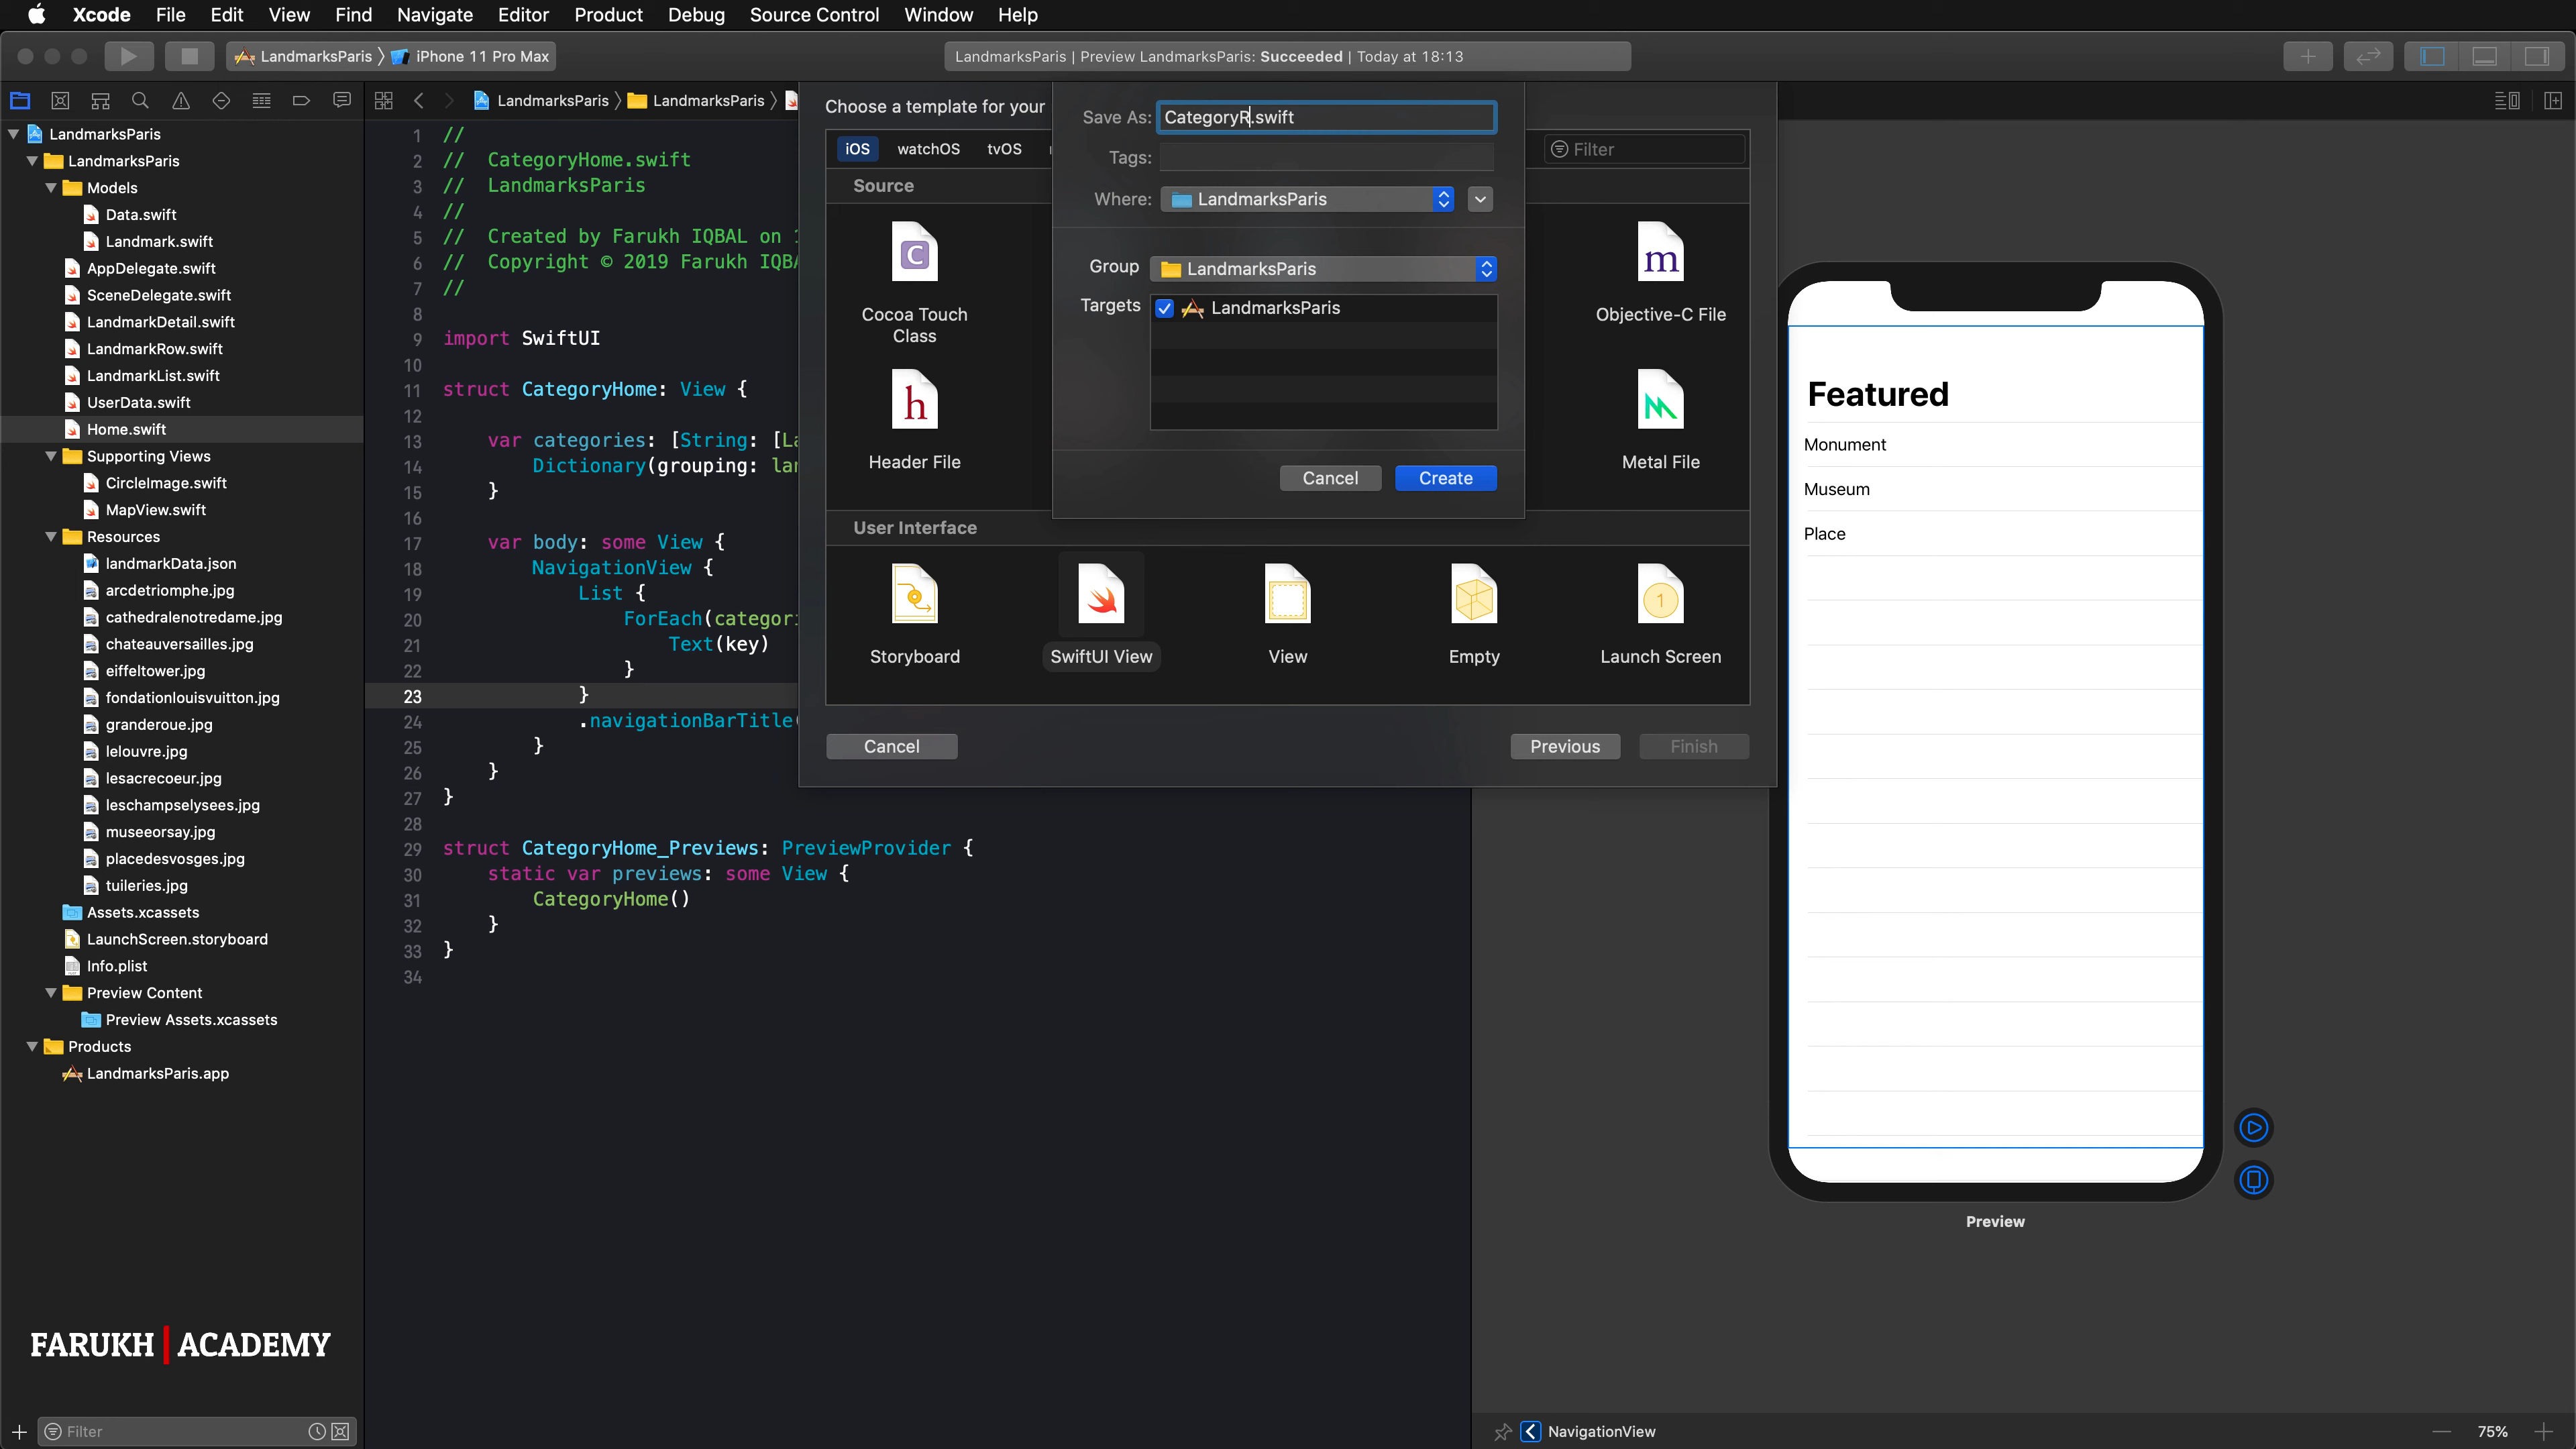 Xcode File Edit View Find Navigate Editor Product Debug Source Control Window Help
LandmarksParis iPhone 11 Pro Max
LandmarksParis | Preview LandmarksParis: Succeeded | Today at 18:13
LandmarksParis LandmarksParis
LandmarksParis
LandmarksParis
Models
Data.swift
Landmark.swift
AppDelegate.swift
SceneDelegate.swift
LandmarkDetail.swift
LandmarkRow.swift
LandmarkList.swift
UserData.swift
Home.swift
Supporting Views
CircleImage.swift
MapView.swift
Resources
landmarkData.json
arcdetriomphe.jpg
cathedralenotredame.jpg
chateauversailles.jpg
eiffeltower.jpg
fondationlouisvuitton.jpg
granderoue.jpg
lelouvre.jpg
lesacrecoeur.jpg
leschampselysees.jpg
museeorsay.jpg
placedesvosges.jpg
tuileries.jpg
Assets.xcassets
LaunchScreen.storyboard
Info.plist
Preview Content
Preview Assets.xcassets
Products
LandmarksParis.app
FARUKH | ACADEMY
Filter
1 //
2 // CategoryHome.swift
3 // LandmarksParis
4 //
5 // Created by Farukh IQBAL on
6 // Copyright © 2019 Farukh IQBA
7 //
8
9 import SwiftUI
10
11 struct CategoryHome: View {
12
13 var categories: [String: [La
14 Dictionary(grouping: lan
15 }
16
17 var body: some View {
18 NavigationView {
19 List {
20 ForEach(categori
21 Text(key)
22 }
23 }
24 .navigationBarTitle(
25 }
26 }
27 }
28
29 struct CategoryHome_Previews: PreviewProvider {
30 static var previews: some View {
31 CategoryHome()
32 }
33 }
34
Choose a template for your
iOS watchOS tvOS
Filter
Source
Cocoa Touch
Class
Objective-C File
Header File
Metal File
User Interface
Storyboard SwiftUI View View Empty Launch Screen
Cancel Previous Finish
Save As: CategoryR.swift
Tags:
Where: LandmarksParis
Group LandmarksParis
Targets LandmarksParis
Cancel Create
Featured
Monument
Museum
Place
Preview
NavigationView
75%